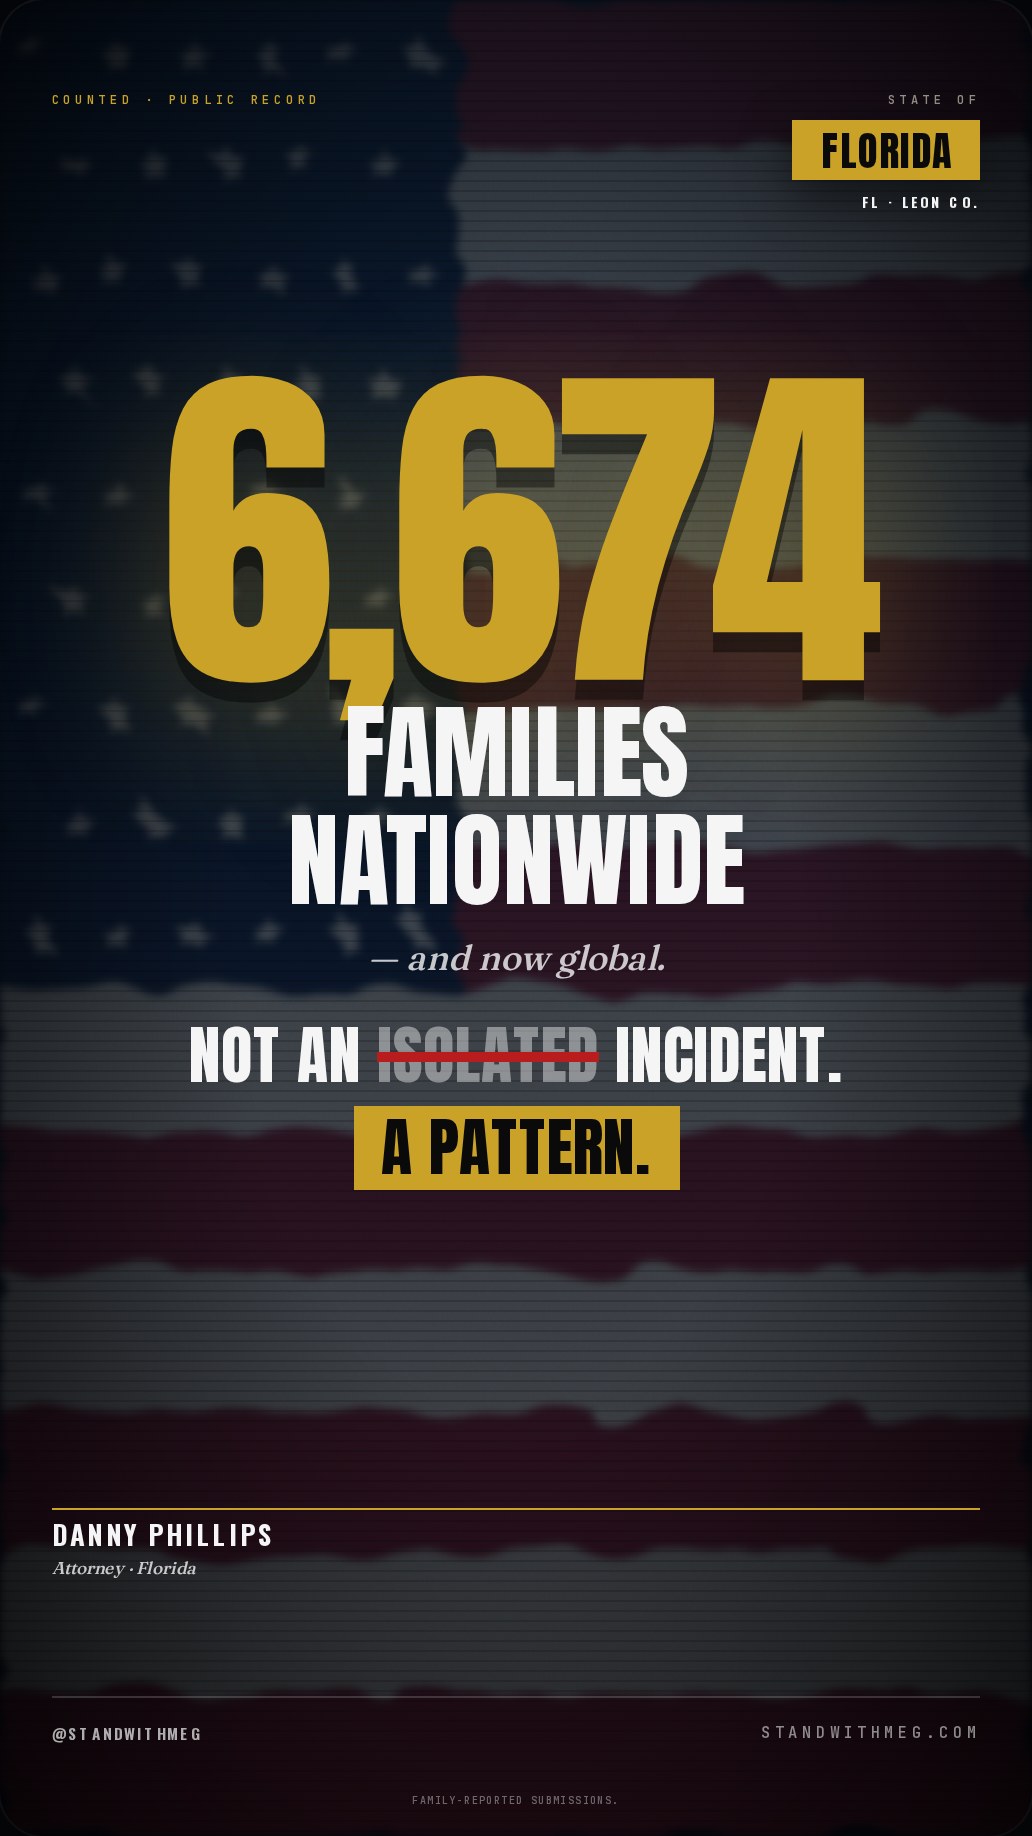 COUNTED · PUBLIC RECORD
STATE OF
FLORIDA
FL · LEON CO.
6,674
FAMILIES
NATIONWIDE
— and now global.
NOT AN ISOLATED INCIDENT.
A PATTERN.
DANNY PHILLIPS
Attorney · Florida
@STANDWITHMEG
STANDWITHMEG.COM
FAMILY-REPORTED SUBMISSIONS.